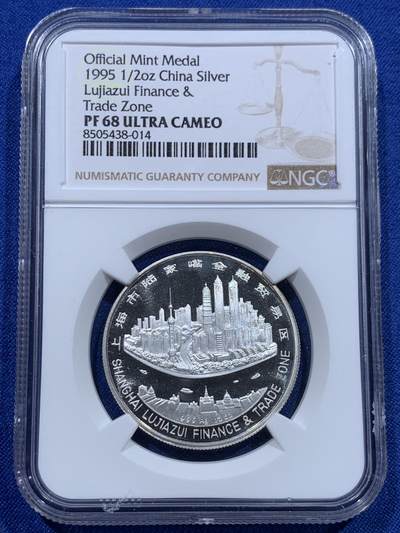 Official Mint Medal
1995 1/2oz China Silver
Lujiazui Finance &
Trade Zone
PF 68 ULTRA CAMEO
8505438-014
NUMISMATIC GUARANTY COMPANY
NGC
上海市陆家嘴金融贸易区
SHANGHAI LUJIAZUI FINANCE & TRADE ZONE